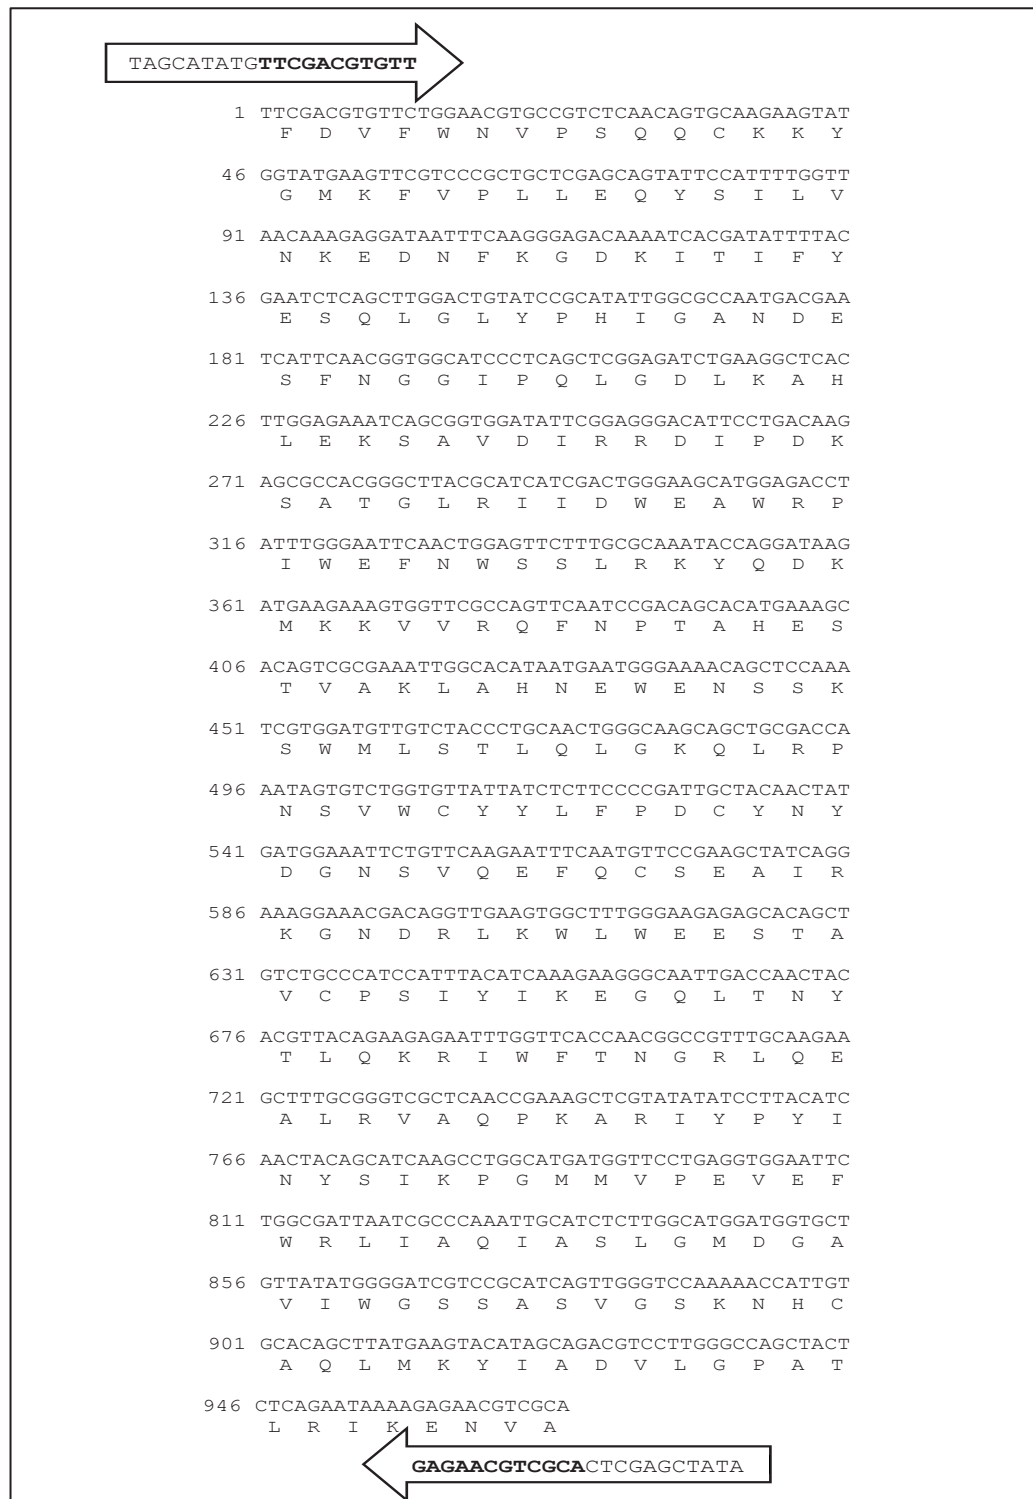 TAGCATATGTTCGACGTGTT
1 TTCGACGTGTTCTGGAACGTGCCGTCTCAACAGTGCAAGAAGTAT
F D V F W N V P S Q Q C K K Y
46 GGTATGAAGTTCGTCCCGCTGCTCGAGCAGTATTCCATTTTGGTT
G M K F V P L L E Q Y S I L V
91 AACAAAGAGGATAATTTCAAGGGAGACAAAATCACGATATTTTAC
N K E D N F K G D K I T I F Y
136 GAATCTCAGCTTGGACTGTATCCGCATATTGGCGCCAATGACGAA
E S Q L G L Y P H I G A N D E
181 TCATTCAACGGTGGCATCCCTCAGCTCGGAGATCTGAAGGCTCAC
S F N G G I P Q L G D L K A H
226 TTGGAGAAATCAGCGGTGGATATTCGGAGGGACATTCCTGACAAG
L E K S A V D I R R D I P D K
271 AGCGCCACGGGCTTACGCATCATCGACTGGGAAGCATGGAGACCT
S A T G L R I I D W E A W R P
316 ATTTGGGAATTCAACTGGAGTTCTTTGCGCAAATACCAGGATAAG
I W E F N W S S L R K Y Q D K
361 ATGAAGAAAGTGGTTCGCCAGTTCAATCCGACAGCACATGAAAGC
M K K V V R Q F N P T A H E S
406 ACAGTCGCGAAATTGGCACATAATGAATGGGAAAACAGCTCCAAA
T V A K L A H N E W E N S S K
451 TCGTGGATGTTGTCTACCCTGCAACTGGGCAAGCAGCTGCGACCA
S W M L S T L Q L G K Q L R P
496 AATAGTGTCTGGTGTTATTATCTCTTCCCCGATTGCTACAACTAT
N S V W C Y Y L F P D C Y N Y
541 GATGGAAATTCTGTTCAAGAATTTCAATGTTCCGAAGCTATCAGG
D G N S V Q E F Q C S E A I R
586 AAAGGAAACGACAGGTTGAAGTGGCTTTGGGAAGAGAGCACAGCT
K G N D R L K W L W E E S T A
631 GTCTGCCCATCCATTTACATCAAAGAAGGGCAATTGACCAACTAC
V C P S I Y I K E G Q L T N Y
676 ACGTTACAGAAGAGAATTTGGTTCACCAACGGCCGTTTGCAAGAA
T L Q K R I W F T N G R L Q E
721 GCTTTGCGGGTCGCTCAACCGAAAGCTCGTATATATCCTTACATC
A L R V A Q P K A R I Y P Y I
766 AACTACAGCATCAAGCCTGGCATGATGGTTCCTGAGGTGGAATTC
N Y S I K P G M M V P E V E F
811 TGGCGATTAATCGCCCAAATTGCATCTCTTGGCATGGATGGTGCT
W R L I A Q I A S L G M D G A
856 GTTATATGGGGATCGTCCGCATCAGTTGGGTCCAAAAACCATTGT
V I W G S S A S V G S K N H C
901 GCACAGCTTATGAAGTACATAGCAGACGTCCTTGGGCCAGCTACT
A Q L M K Y I A D V L G P A T
946 CTCAGAATAAAAGAGAACGTCGCA
L R I K E N V A
GAGAACGTCGCACTCGAGCTATA